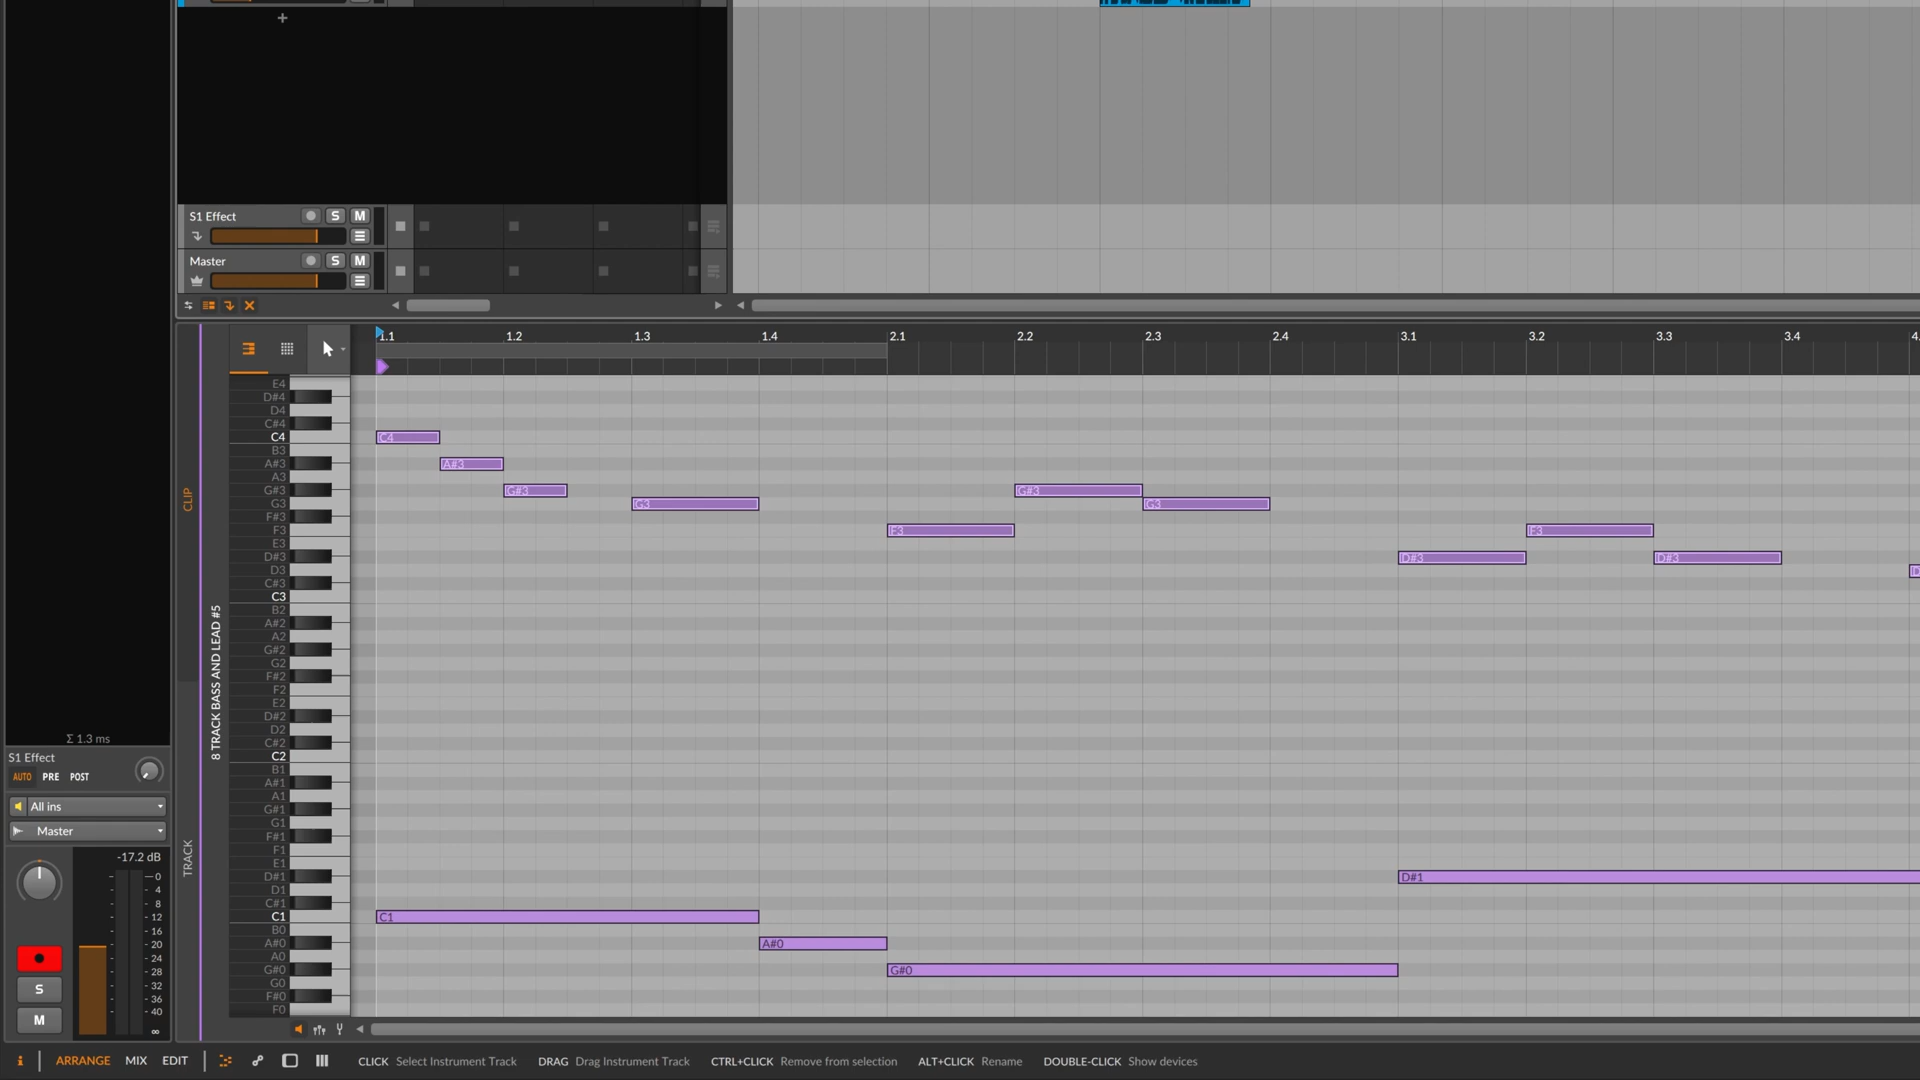 S1 Effect S M
Master S M
1.1 1.2 1.3 1.4 2.1 2.2 2.3 2.4 3.1 3.2 3.3 3.4 4.
E4
D#4
D4
C#4
C4 C4
B3
A#3 A#3
A3
G#3 G#3 G#3
G3 G3 G3
F#3
F3 F3 F3
E3
D#3 D#3 D#3
D3
C#3
C3
B2
A#2
A2
G#2
G2
F#2
F2
E2
D#2
D2
C#2
C2
B1
A#1
A1
G#1
G1
F#1
F1
E1
D#1 D#1
D1
C#1
C1 C1
B0
A#0 A#0
A0
G#0 G#0
G0
F#0
F0
CLIP
TRACK
8 TRACK BASS AND LEAD #5
Σ 1.3 ms
S1 Effect
AUTO PRE POST
All ins
Master
-17.2 dB
0
4
8
12
16
20
24
28
32
36
40
∞
S
M
i ARRANGE MIX EDIT CLICK Select Instrument Track DRAG Drag Instrument Track CTRL+CLICK Remove from selection ALT+CLICK Rename DOUBLE-CLICK Show devices